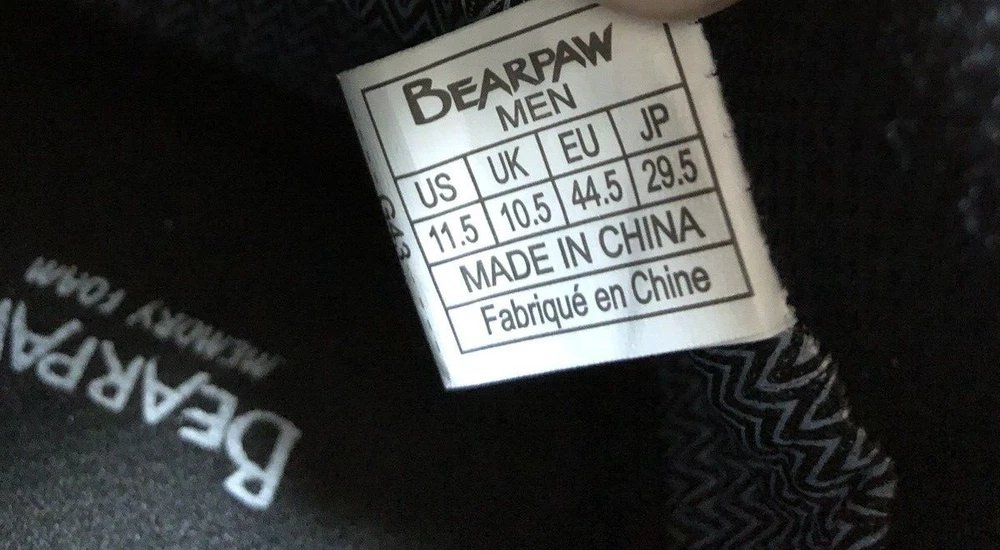 BEARPAW
MEN
US UK EU JP
11.5 10.5 44.5 29.5
MADE IN CHINA
Fabriqué en Chine
BEARPAW
MEMORY FOAM